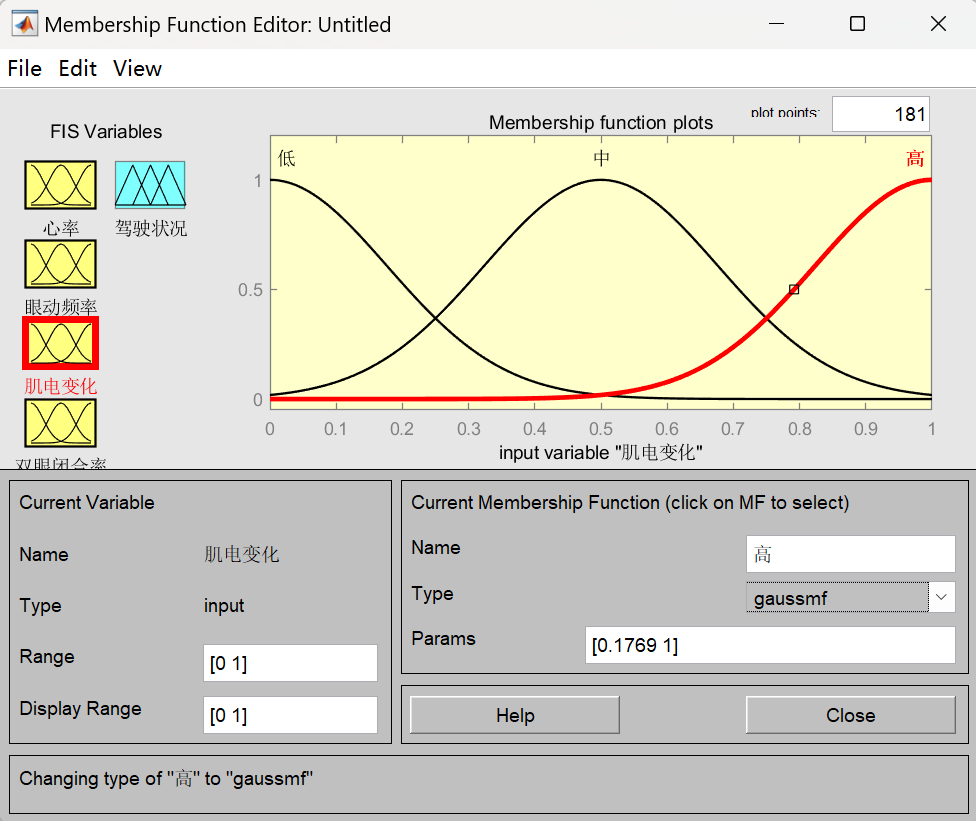 Membership Function Editor: Untitled
File Edit View
FIS Variables
心率
驾驶状况
眼动频率
肌电变化
双眼闭合率
Membership function plots
plot points:
181
低
中
高
1
0.5
0
0 0.1 0.2 0.3 0.4 0.5 0.6 0.7 0.8 0.9 1
input variable "肌电变化"
Current Variable
Name 肌电变化
Type input
Range [0 1]
Display Range [0 1]
Current Membership Function (click on MF to select)
Name 高
Type gaussmf
Params [0.1769 1]
Help Close
Changing type of "高" to "gaussmf"